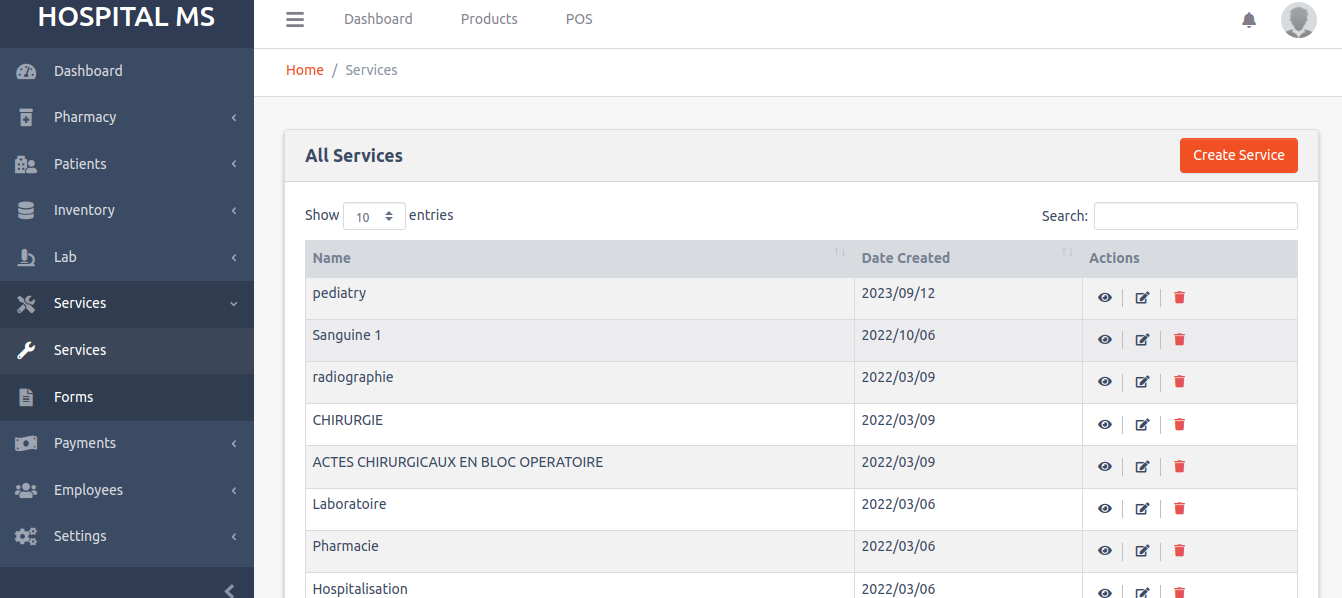 HOSPITAL MS
Dashboard
Pharmacy
Patients
Inventory
Lab
Services
Services
Forms
Payments
Employees
Settings
Dashboard Products POS
Home / Services
All Services
Create Service
Show 10 entries
Search:
Name Date Created Actions
pediatry 2023/09/12
Sanguine 1 2022/10/06
radiographie 2022/03/09
CHIRURGIE 2022/03/09
ACTES CHIRURGICAUX EN BLOC OPERATOIRE 2022/03/09
Laboratoire 2022/03/06
Pharmacie 2022/03/06
Hospitalisation 2022/03/06